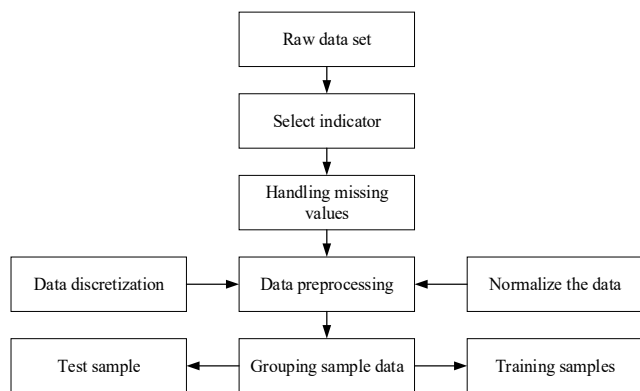 Raw data set
Select indicator
Handling missing
values
Data discretization
Data preprocessing
Normalize the data
Test sample
Grouping sample data
Training samples